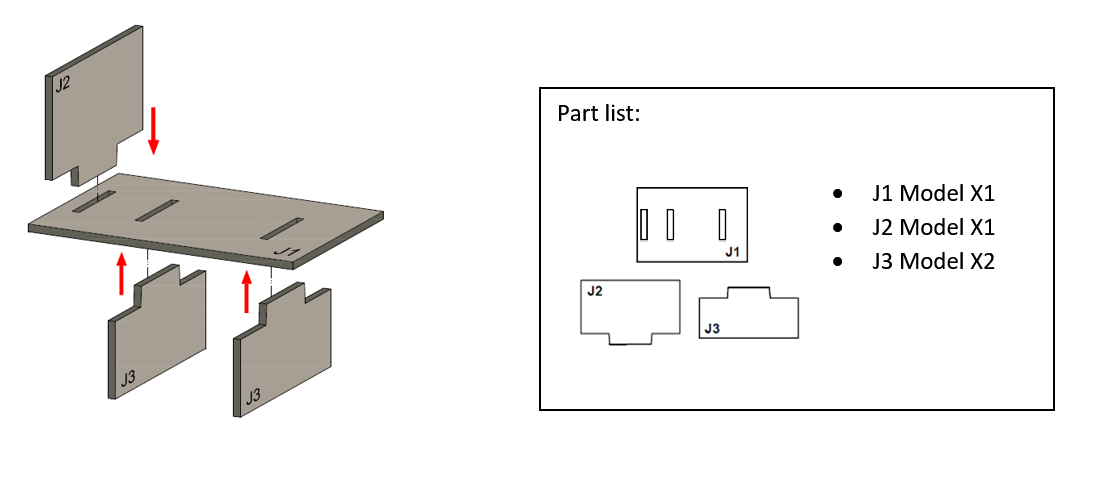 J2
J1
J3
J3
Part list:
J1
J2
J3
• J1 Model X1
• J2 Model X1
• J3 Model X2